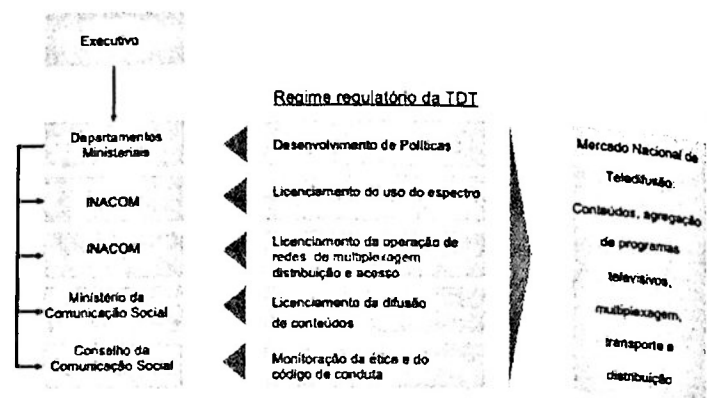 Executivo
Regime regulatório da TDT
Departamentos
Ministeriais
INACOM
INACOM
Ministério da
Comunicação Social
Conselho da
Comunicação Social
Desenvolvimento de Políticas
Licenciamento do uso do espectro
Licenciamento da operação de
redes de multiplexagem
distribuição e acesso
Licenciamento da difusão
de conteúdos
Monitoração da ética e do
código de conduta
Mercado Nacional de
Teledifusão:
Conteúdos, agregação
de programas
televisivos,
multiplexagem,
transporte e
distribuição